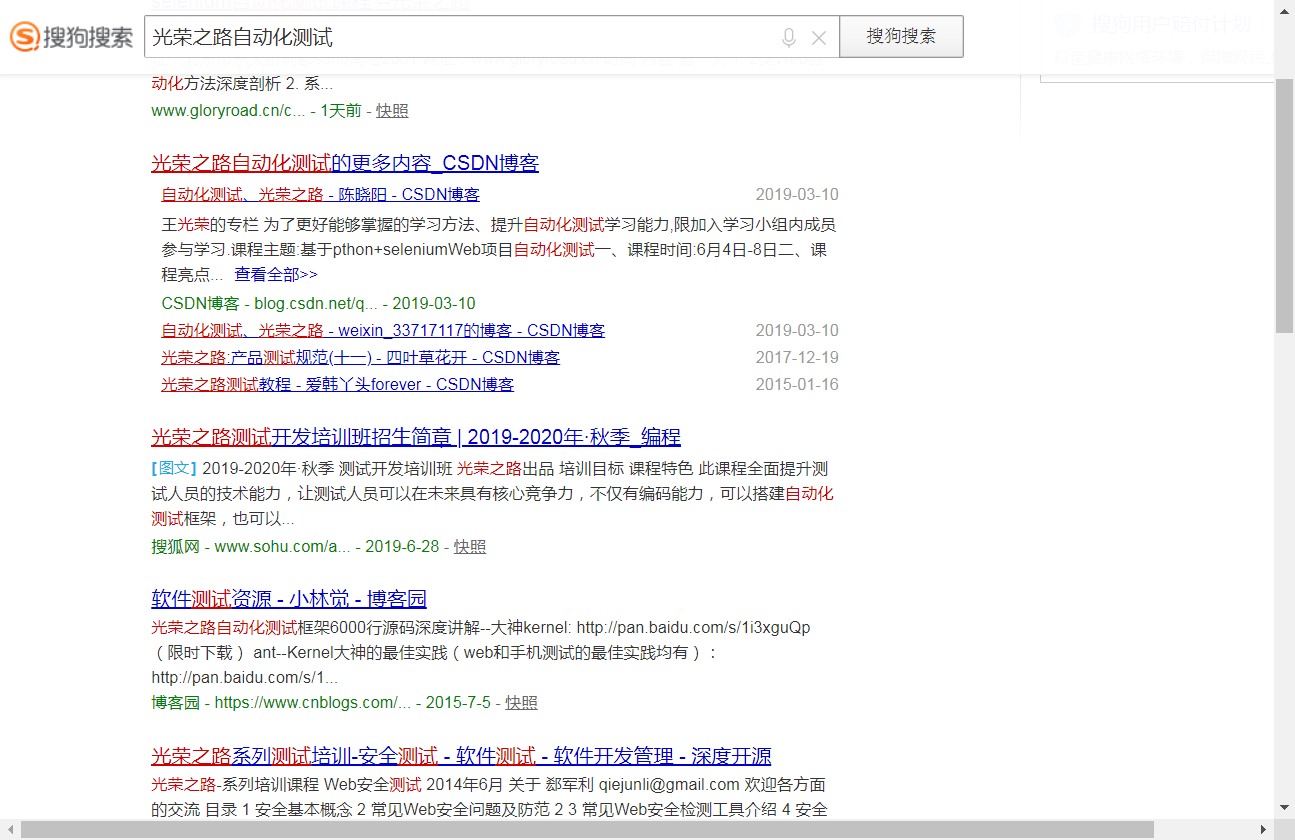 搜狗搜索
光荣之路自动化测试
搜狗搜索
动化方法深度剖析 2. 系...
www.gloryroad.cn/c... - 1天前 - 快照
光荣之路自动化测试的更多内容_CSDN博客
自动化测试、光荣之路 - 陈晓阳 - CSDN博客 2019-03-10
王光荣的专栏 为了更好能够掌握的学习方法、提升自动化测试学习能力,限加入学习小组内成员
参与学习.课程主题:基于pthon+seleniumWeb项目自动化测试一、课程时间:6月4日-8日二、课
程亮点... 查看全部>>
CSDN博客 - blog.csdn.net/q... - 2019-03-10
自动化测试、光荣之路 - weixin_33717117的博客 - CSDN博客 2019-03-10
光荣之路:产品测试规范(十一) - 四叶草花开 - CSDN博客 2017-12-19
光荣之路测试教程 - 爱韩丫头forever - CSDN博客 2015-01-16
光荣之路测试开发培训班招生简章 | 2019-2020年·秋季_编程
[图文] 2019-2020年·秋季 测试开发培训班 光荣之路出品 培训目标 课程特色 此课程全面提升测
试人员的技术能力，让测试人员可以在未来具有核心竞争力，不仅有编码能力，可以搭建自动化
测试框架，也可以...
搜狐网 - www.sohu.com/a... - 2019-6-28 - 快照
软件测试资源 - 小林觉 - 博客园
光荣之路自动化测试框架6000行源码深度讲解--大神kernel: http://pan.baidu.com/s/1i3xguQp
（限时下载） ant--Kernel大神的最佳实践（web和手机测试的最佳实践均有）：
http://pan.baidu.com/s/1...
博客园 - https://www.cnblogs.com/... - 2015-7-5 - 快照
光荣之路系列测试培训-安全测试 - 软件测试 - 软件开发管理 - 深度开源
光荣之路-系列培训课程 Web安全测试 2014年6月 关于 郄军利 qiejunli@gmail.com 欢迎各方面
的交流 目录 1 安全基本概念 2 常见Web安全问题及防范 2 3 常见Web安全检测工具介绍 4 安全